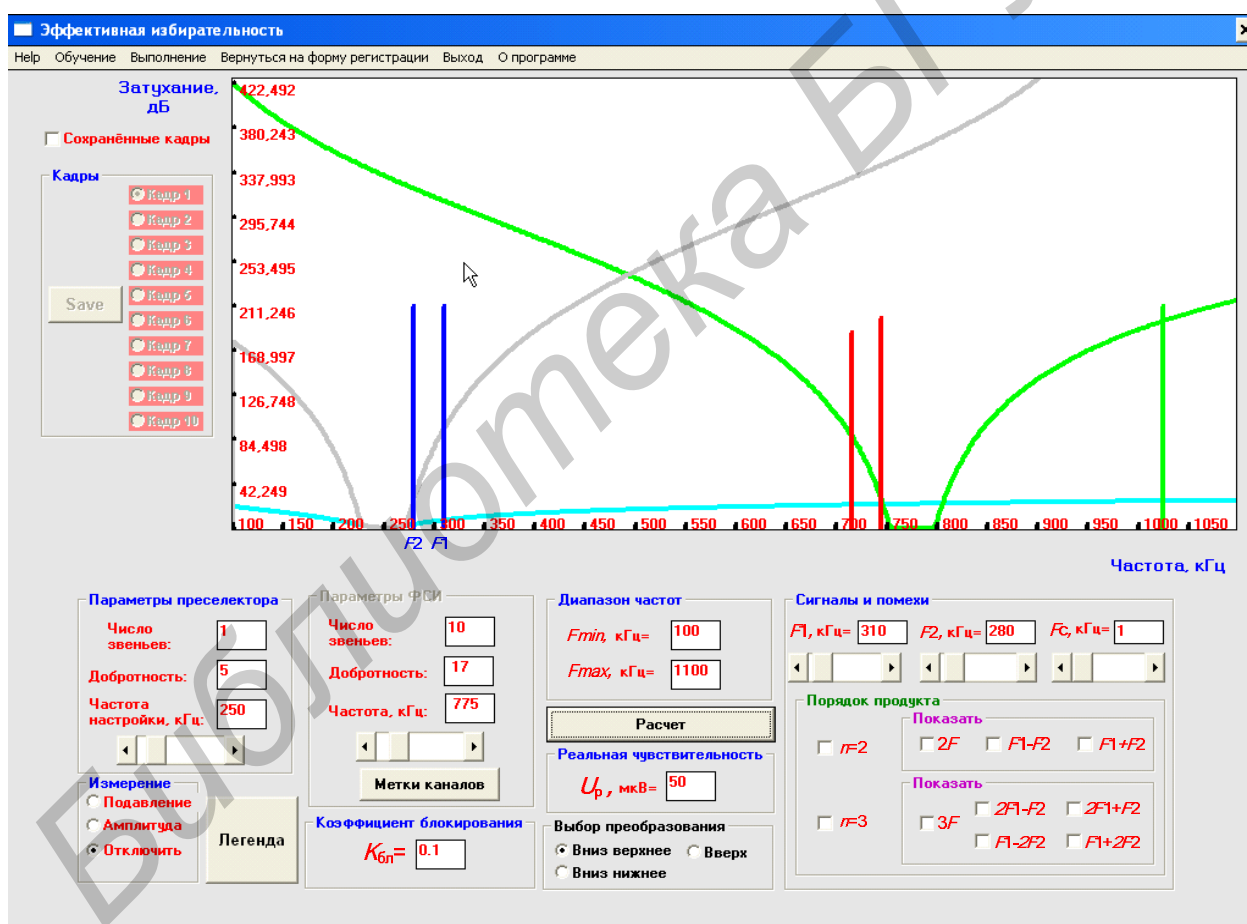 Эффективная избирательность
Help Обучение Выполнение Вернуться на форму регистрации Выход О программе
Затухание,
дБ
Сохранённые кадры
Кадры
Кадр 1
Кадр 2
Кадр 3
Кадр 4
Кадр 5
Кадр 6
Кадр 7
Кадр 8
Кадр 9
Кадр 10
Save
422,492
380,243
337,993
295,744
253,495
211,246
168,997
126,748
84,498
42,249
100 150 200 250 300 350 400 450 500 550 600 650 700 750 800 850 900 950 1000 1050
F2 F1
Частота, кГц
Параметры преселектора
Число
звеньев:
1
Добротность:
5
Частота
настройки, кГц:
250
Измерение
Подавление
Амплитуда
Отключить
Легенда
Параметры ФСИ
Число
звеньев:
10
Добротность:
17
Частота, кГц:
775
Метки каналов
Коэффициент блокирования
Kбл= 0.1
Диапазон частот
Fmin, кГц= 100
Fmax, кГц= 1100
Расчет
Реальная чувствительность
Uр , мкВ= 50
Выбор преобразования
Вниз верхнее Вверх
Вниз нижнее
Сигналы и помехи
F1, кГц= 310 F2, кГц= 280 Fc, кГц= 1
Порядок продукта
Показать
n=2 2F F1-F2 F1+F2
Показать
n=3 3F 2F1-F2 2F1+F2
F1-2F2 F1+2F2
Библиотека